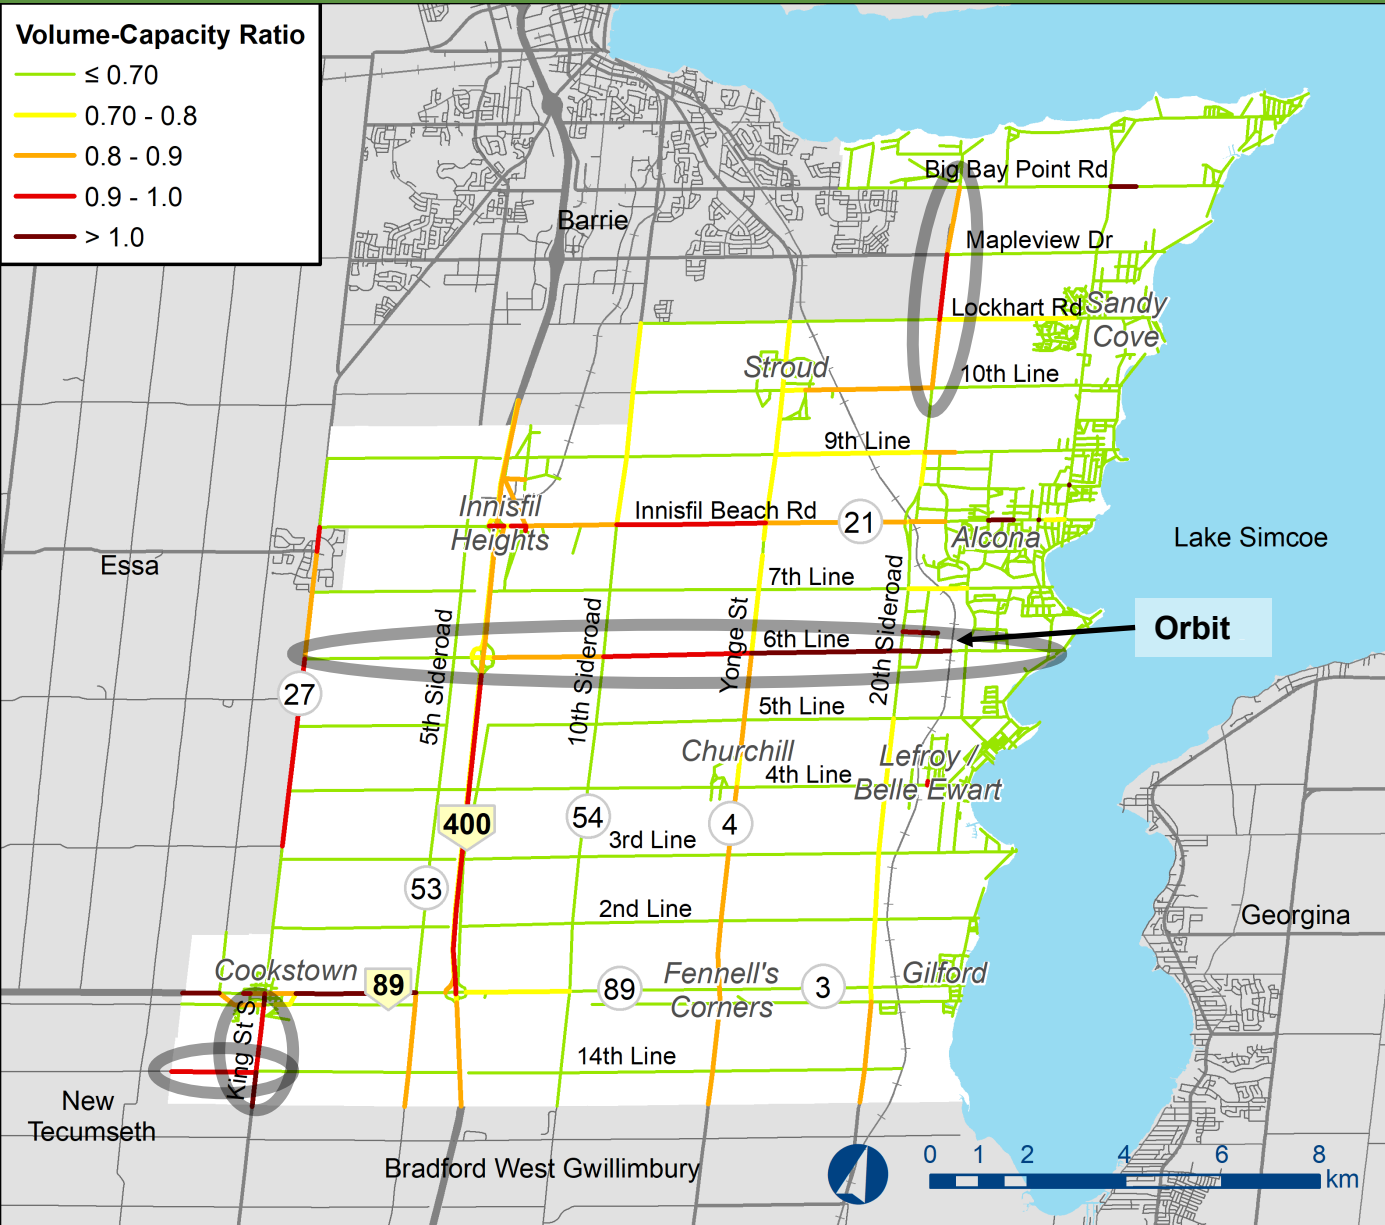 Volume-Capacity Ratio
≤ 0.70
0.70 - 0.8
0.8 - 0.9
0.9 - 1.0
> 1.0
Big Bay Point Rd
Barrie
Mapleview Dr
Lockhart Rd
Sandy
Cove
Stroud
10th Line
9th Line
Innisfil
Heights
Innisfil Beach Rd
21
Alcona
Lake Simcoe
Essa
7th Line
Orbit
6th Line
5th Sideroad
10th Sideroad
Yonge St
20th Sideroad
27
5th Line
Churchill
4th Line
Lefroy /
Belle Ewart
400
54
4
3rd Line
53
2nd Line
Georgina
Cookstown
89
89
Fennell's
Corners
3
Gilford
King St S
14th Line
New
Tecumseth
Bradford West Gwillimbury
0 1 2 4 6 8
km